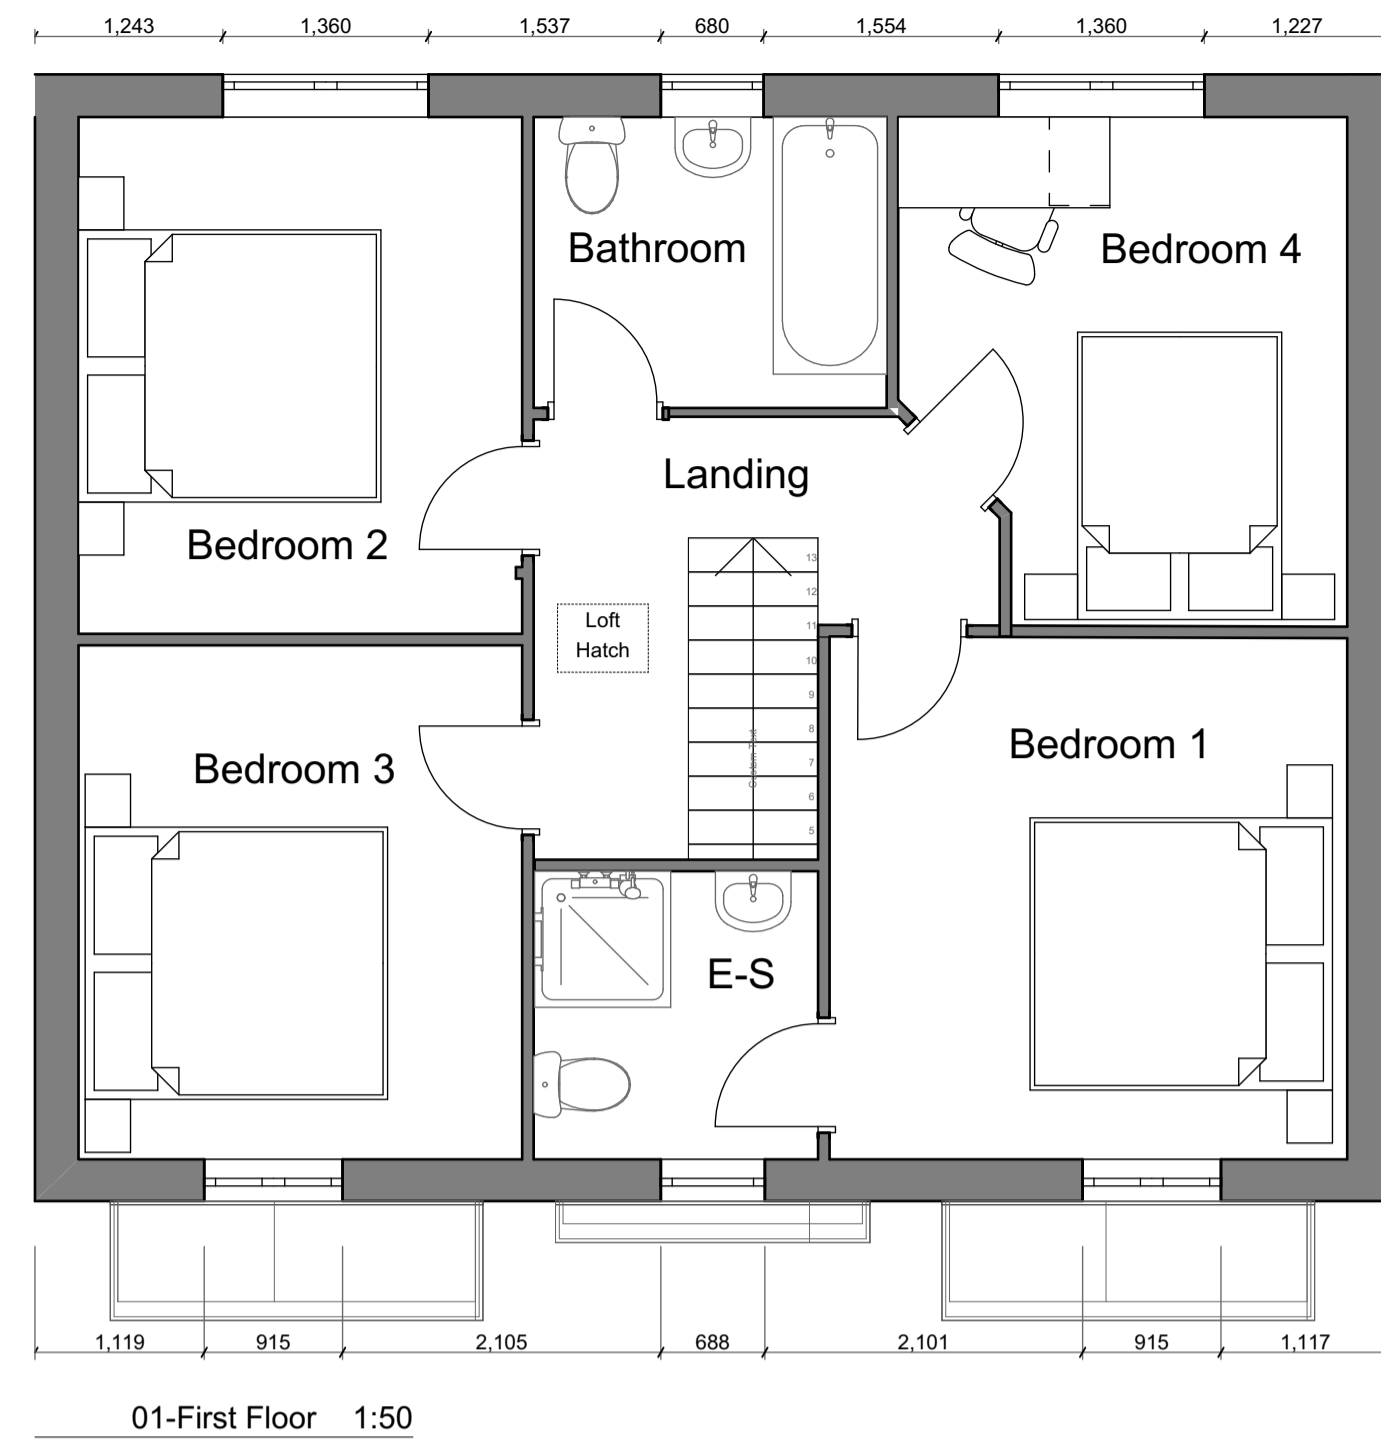 1,243 1,360 1,537 680 1,554 1,360 1,227
Bathroom
Bedroom 4
Landing
Bedroom 2
13
12
Loft
Hatch
11
10
9
8
7
6
5
Custom Text
Bedroom 1
Bedroom 3
E-S
1,119 915 2,105 688 2,101 915 1,117
01-First Floor 1:50